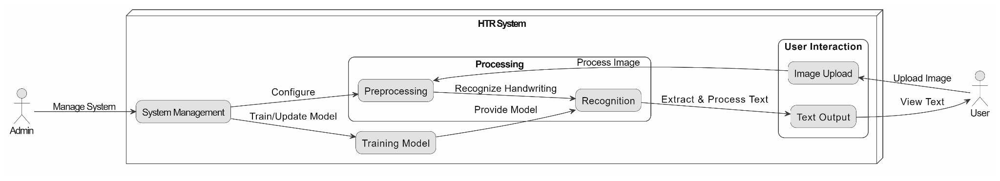 HTR System
User Interaction
Processing
Process Image
Image Upload
Upload Image
Configure
Preprocessing
Recognize Handwriting
Recognition
Extract & Process Text
View Text
Manage System
System Management
Train/Update Model
Provide Model
Text Output
User
Admin
Training Model